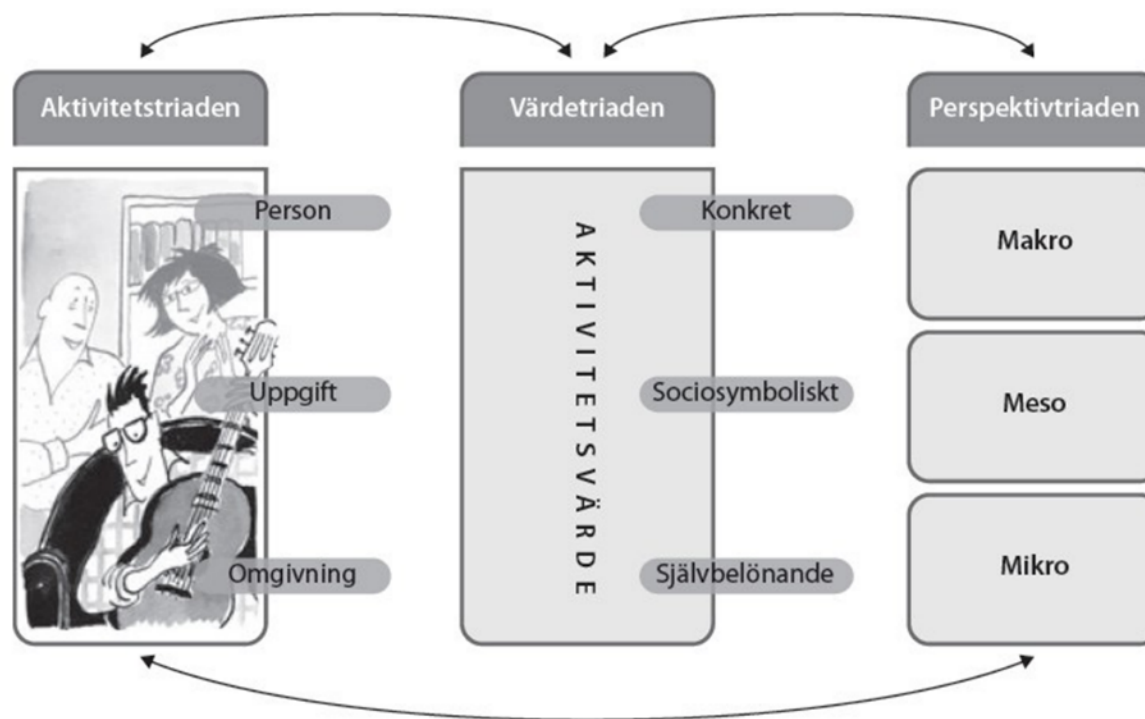 Aktivitetstriaden
Värdetriaden
Perspektivtriaden
Person
Uppgift
Omgivning
AKTIVITETSVÄRDE
Konkret
Sociosymboliskt
Självbelönande
Makro
Meso
Mikro